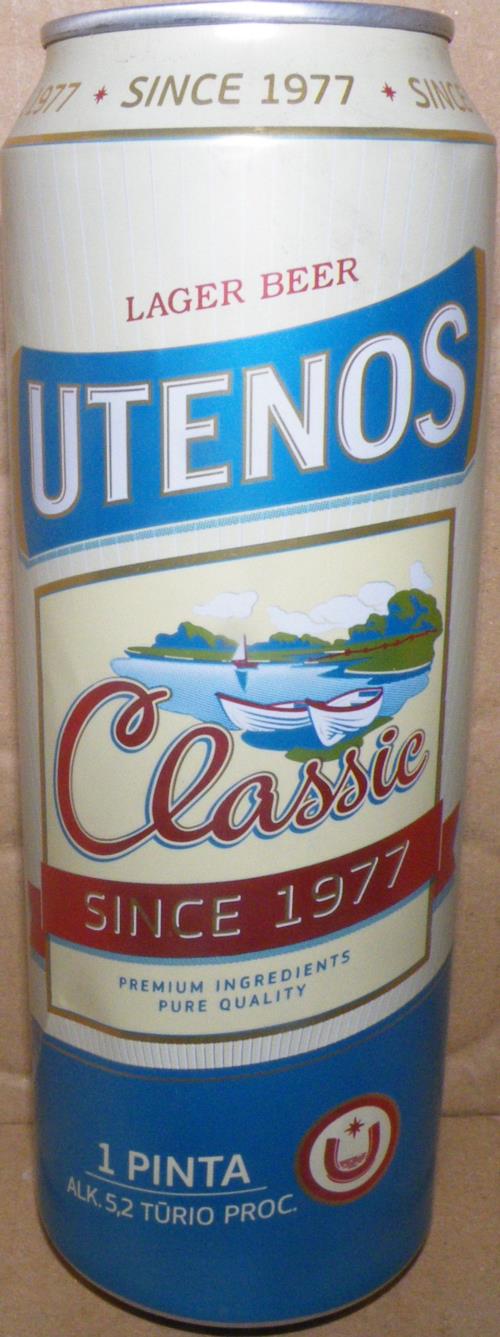 1977 * SINCE 1977 * SINCE
LAGER BEER
UTENOS
Classic
SINCE 1977
PREMIUM INGREDIENTS
PURE QUALITY
1 PINTA
ALK. 5,2 TŪRIO PROC.
U